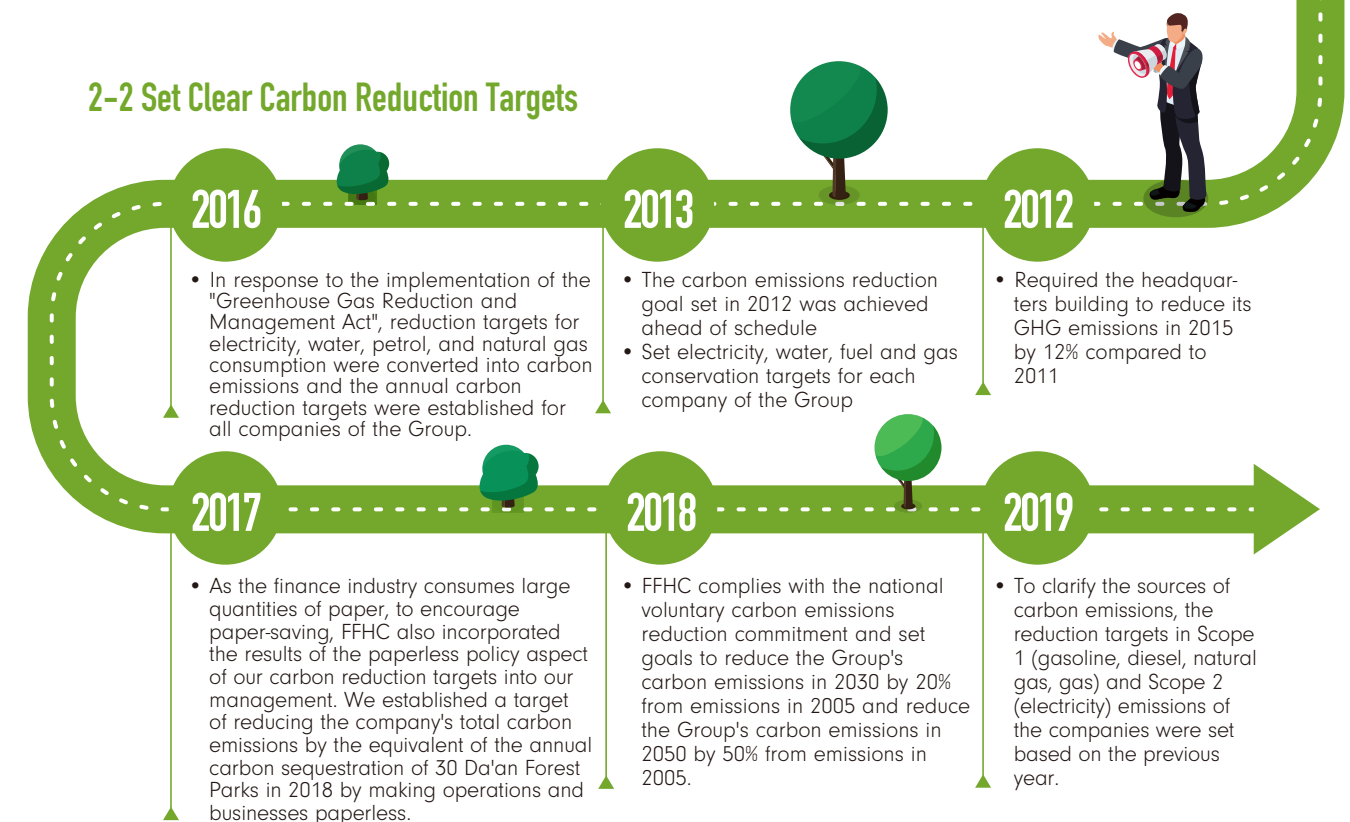 2-2 Set Clear Carbon Reduction Targets
2016
2013
2012
• In response to the implementation of the
"Greenhouse Gas Reduction and
Management Act", reduction targets for
electricity, water, petrol, and natural gas
consumption were converted into carbon
emissions and the annual carbon
reduction targets were established for
all companies of the Group.
• The carbon emissions reduction
goal set in 2012 was achieved
ahead of schedule
• Set electricity, water, fuel and gas
conservation targets for each
company of the Group
• Required the headquar-
ters building to reduce its
GHG emissions in 2015
by 12% compared to
2011
2017
2018
2019
• As the finance industry consumes large
quantities of paper, to encourage
paper-saving, FFHC also incorporated
the results of the paperless policy aspect
of our carbon reduction targets into our
management. We established a target
of reducing the company's total carbon
emissions by the equivalent of the annual
carbon sequestration of 30 Da'an Forest
Parks in 2018 by making operations and
businesses paperless.
• FFHC complies with the national
voluntary carbon emissions
reduction commitment and set
goals to reduce the Group's
carbon emissions in 2030 by 20%
from emissions in 2005 and reduce
the Group's carbon emissions in
2050 by 50% from emissions in
2005.
• To clarify the sources of
carbon emissions, the
reduction targets in Scope
1 (gasoline, diesel, natural
gas, gas) and Scope 2
(electricity) emissions of
the companies were set
based on the previous
year.